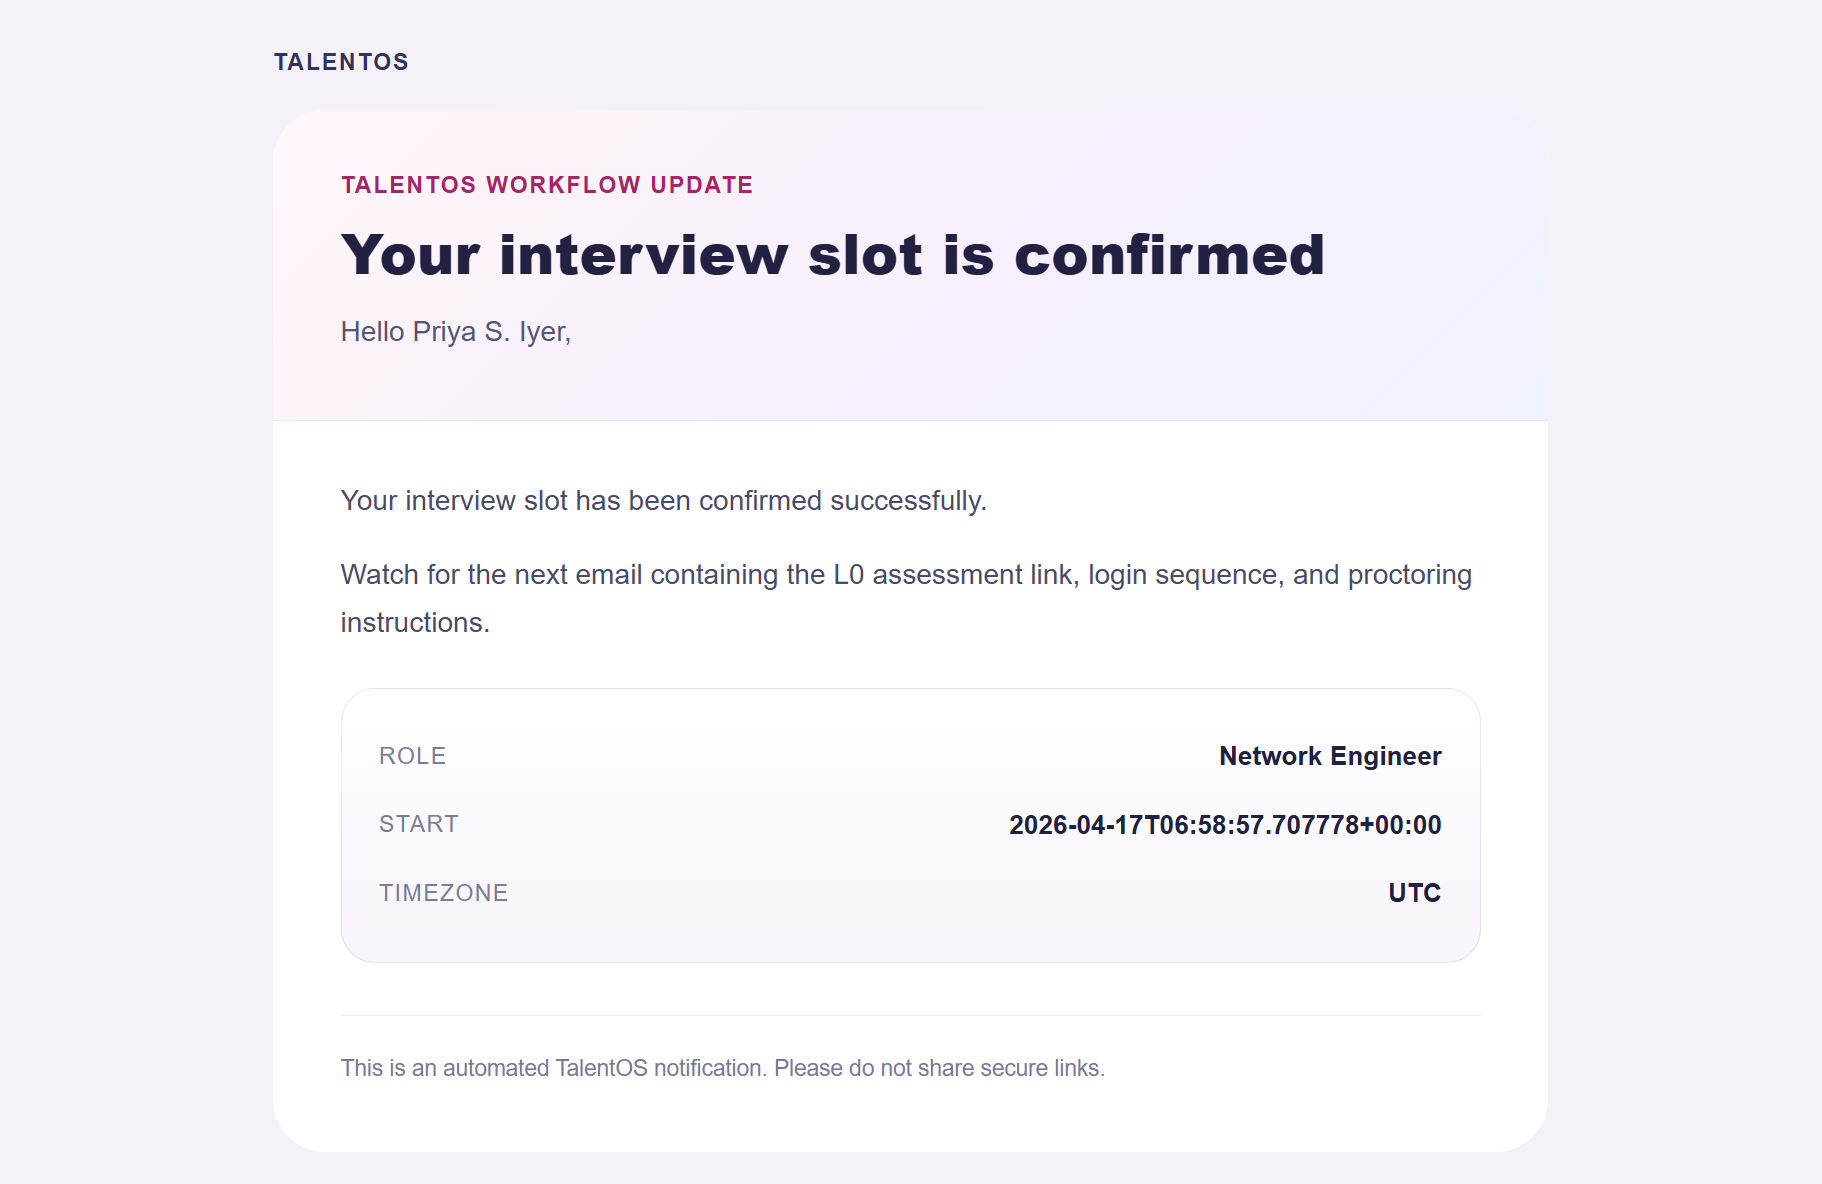 TALENTOS
TALENTOS WORKFLOW UPDATE
Your interview slot is confirmed
Hello Priya S. Iyer,
Your interview slot has been confirmed successfully.
Watch for the next email containing the L0 assessment link, login sequence, and proctoring
instructions.
ROLE Network Engineer
START 2026-04-17T06:58:57.707778+00:00
TIMEZONE UTC
This is an automated TalentOS notification. Please do not share secure links.